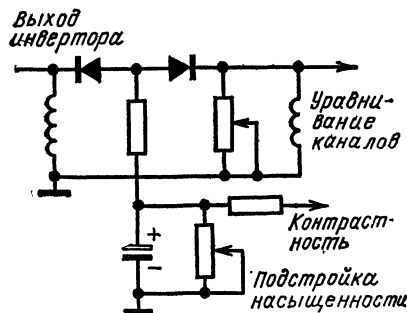 Выход
инвертора
Уравни-
вание
каналов
+
-
Контраст-
ность
Подстройка
насыщенности